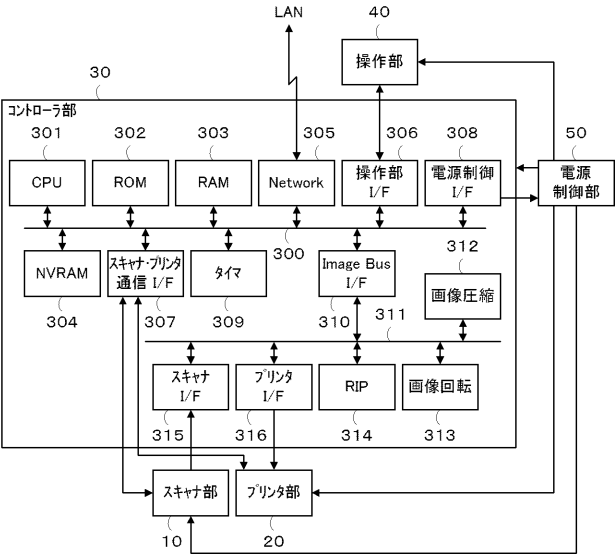 LAN
40
操作部
30
コントローラ部
301
302
303
305
306
308
50
CPU
ROM
RAM
Network
操作部
I/F
電源制御
I/F
電源
制御部
300
312
NVRAM
スキャナ・プリンタ
通信 I/F
タイマ
Image Bus
I/F
画像圧縮
304
307
309
310
311
スキャナ
I/F
プリンタ
I/F
RIP
画像回転
315
316
314
313
スキャナ部
プリンタ部
10
20